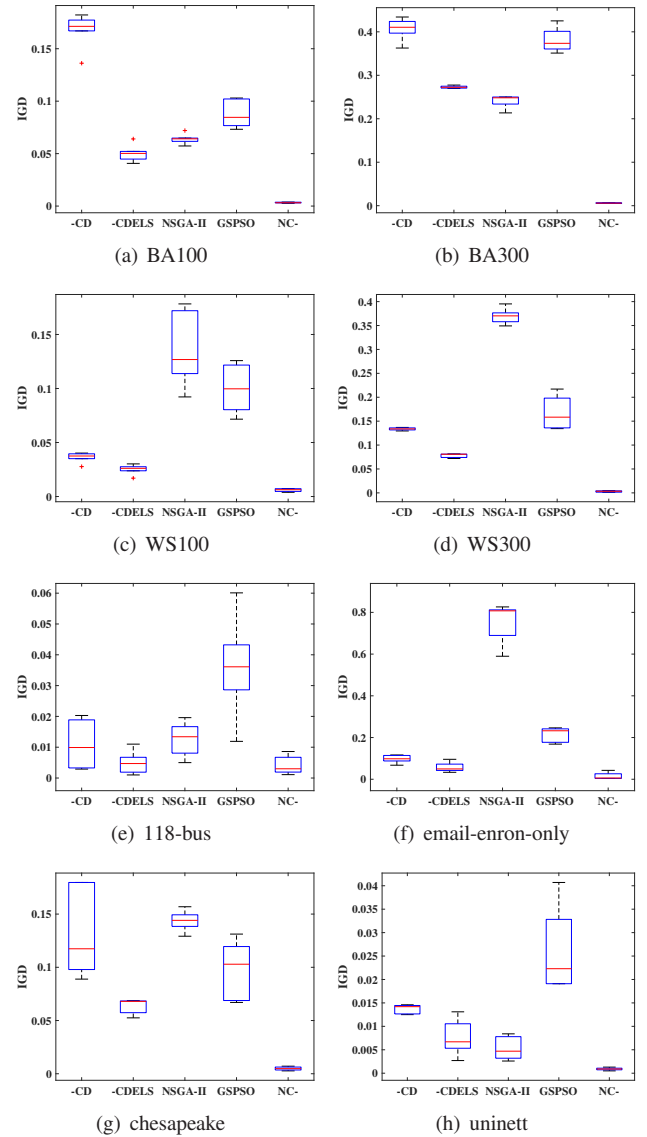 IGD
0.15
0.1
0.05
0
-CD -CDELS NSGA-II GSPSO NC-
(a) BA100
IGD
0.4
0.3
0.2
0.1
0
-CD -CDELS NSGA-II GSPSO NC-
(b) BA300
IGD
0.15
0.1
0.05
0
-CD -CDELS NSGA-II GSPSO NC-
(c) WS100
IGD
0.4
0.35
0.3
0.25
0.2
0.15
0.1
0.05
0
-CD -CDELS NSGA-II GSPSO NC-
(d) WS300
IGD
0.06
0.05
0.04
0.03
0.02
0.01
0
-CD -CDELS NSGA-II GSPSO NC-
(e) 118-bus
IGD
0.8
0.6
0.4
0.2
0
-CD -CDELS NSGA-II GSPSO NC-
(f) email-enron-only
IGD
0.15
0.1
0.05
0
-CD -CDELS NSGA-II GSPSO NC-
(g) chesapeake
IGD
0.04
0.035
0.03
0.025
0.02
0.015
0.01
0.005
0
-CD -CDELS NSGA-II GSPSO NC-
(h) uninett